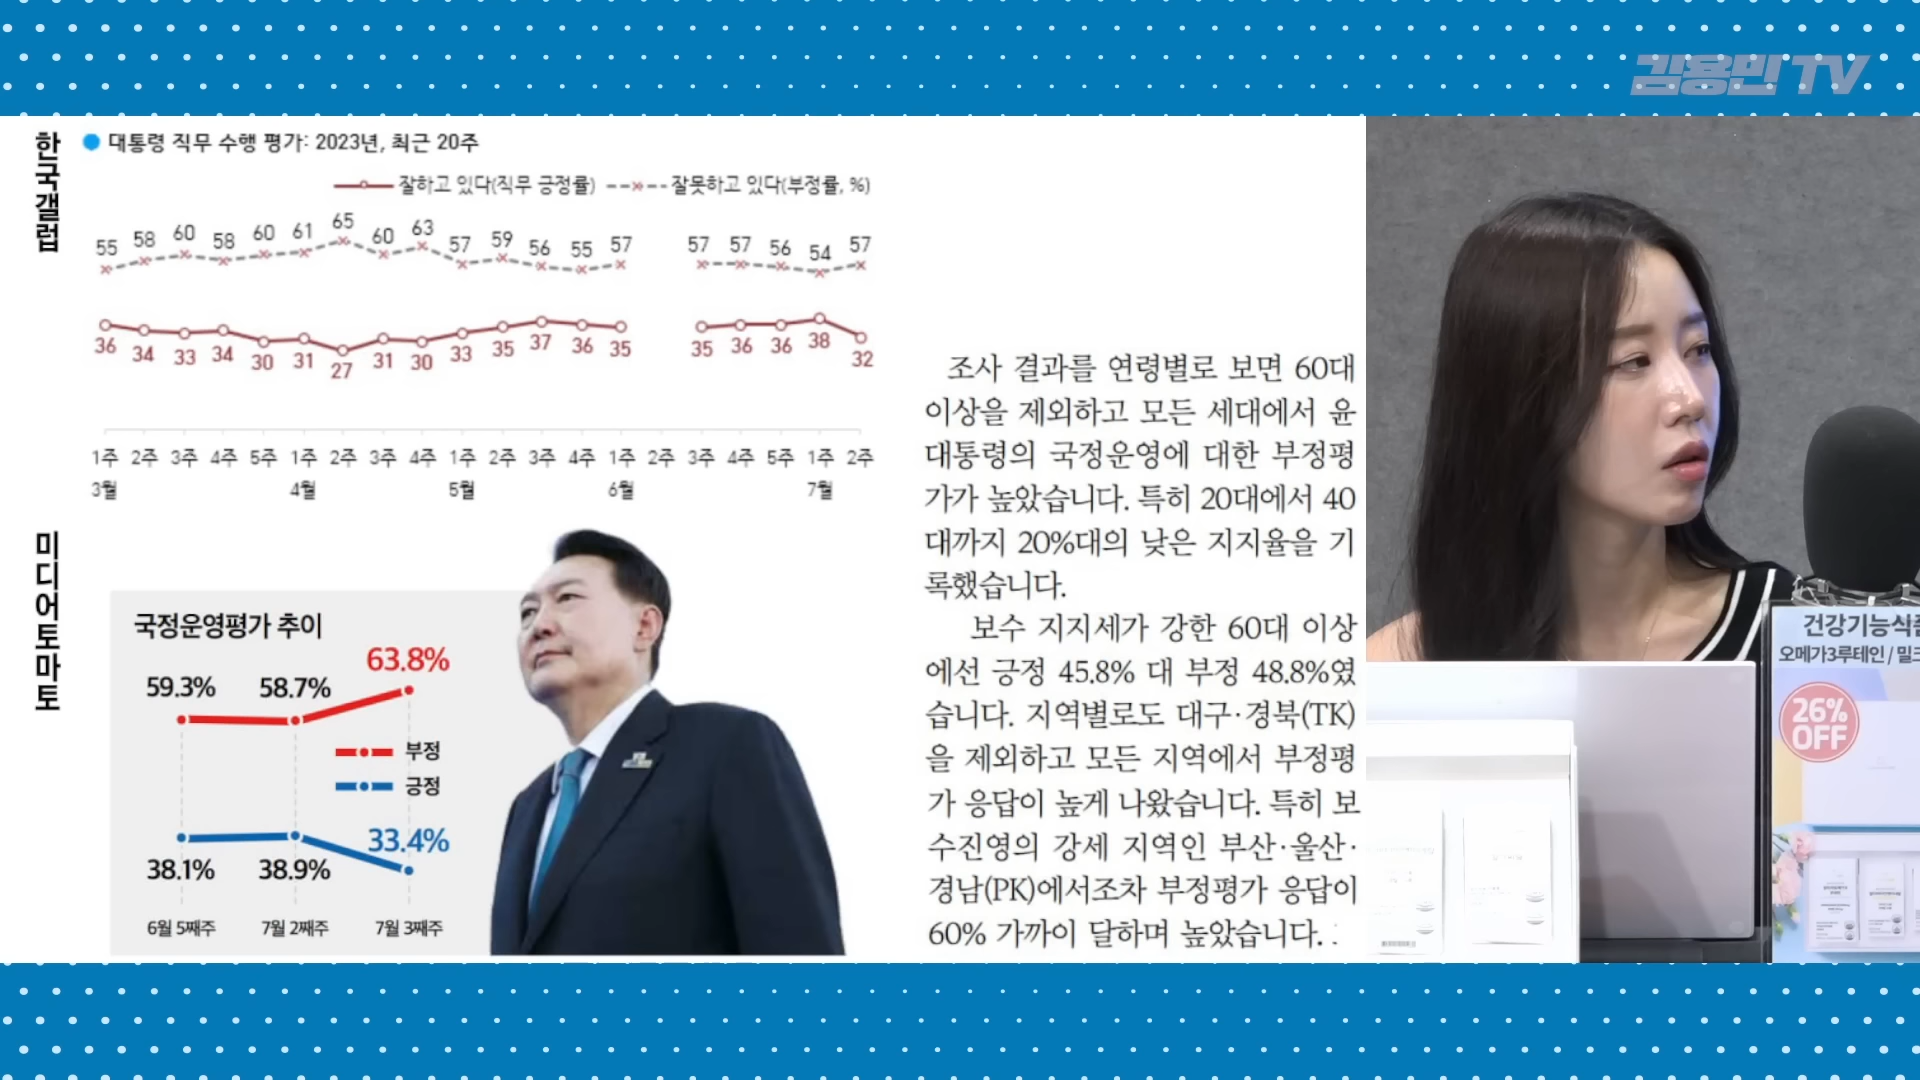 김용민 TV
한국갤럽
대통령 직무 수행 평가: 2023년, 최근 20주
잘하고 있다(직무 긍정률) 잘못하고 있다(부정률, %)
55 58 60 58 60 61 65 60 63 57 59 56 55 57 57 57 56 54 57
36 34 33 34 30 31 27 31 30 33 35 37 36 35 35 36 36 38 32
1주 2주 3주 4주 5주 1주 2주 3주 4주 1주 2주 3주 4주 1주 2주 3주 4주 5주 1주 2주
3월 4월 5월 6월 7월
미디어토마토
국정운영평가 추이
63.8%
59.3% 58.7%
부정
긍정
33.4%
38.1% 38.9%
6월 5째주 7월 2째주 7월 3째주
조사 결과를 연령별로 보면 60대
이상을 제외하고 모든 세대에서 윤
대통령의 국정운영에 대한 부정평
가가 높았습니다. 특히 20대에서 40
대까지 20%대의 낮은 지지율을 기
록했습니다.
보수 지지세가 강한 60대 이상
에선 긍정 45.8% 대 부정 48.8%였
습니다. 지역별로도 대구·경북(TK)
을 제외하고 모든 지역에서 부정평
가 응답이 높게 나왔습니다. 특히 보
수진영의 강세 지역인 부산·울산·
경남(PK)에서조차 부정평가 응답이
60% 가까이 달하며 높았습니다.
건강기능식품
오메가3루테인 / 밀크
26%
OFF